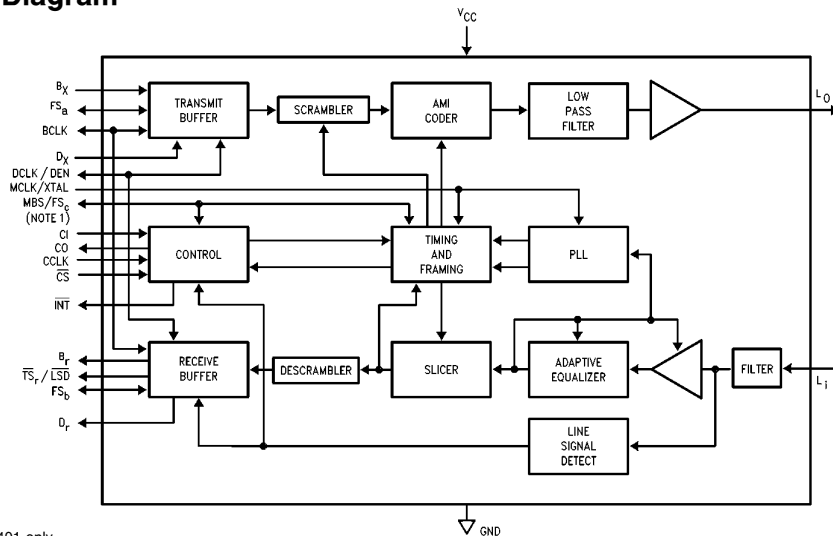 Diagram
VCC
BX
FSa
BCLK
DX
DCLK / DEN
MCLK/XTAL
MBS/FSc
(NOTE 1)
CI
CO
CCLK
CS
INT
Br
TSr / LSD
FSb
Dr
TRANSMIT
BUFFER
SCRAMBLER
AMI
CODER
LOW
PASS
FILTER
LO
CONTROL
TIMING
AND
FRAMING
PLL
RECEIVE
BUFFER
DESCRAMBLER
SLICER
ADAPTIVE
EQUALIZER
FILTER
Li
LINE
SIGNAL
DETECT
GND